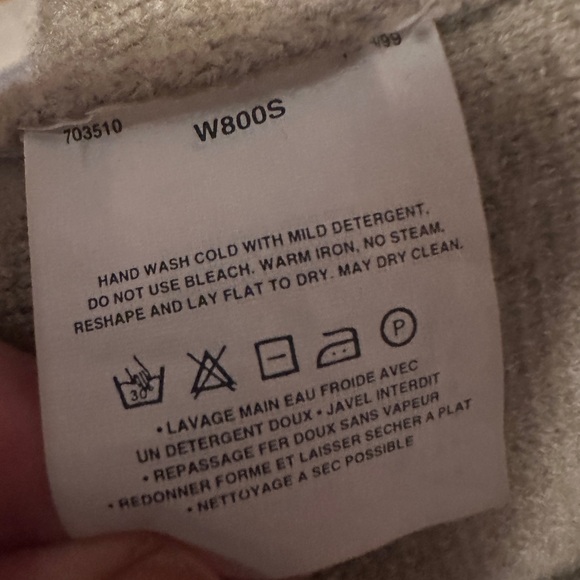 703510
W800S
HAND WASH COLD WITH MILD DETERGENT.
DO NOT USE BLEACH. WARM IRON, NO STEAM.
RESHAPE AND LAY FLAT TO DRY. MAY DRY CLEAN.
30 P
• LAVAGE MAIN EAU FROIDE AVEC
UN DETERGENT DOUX • JAVEL INTERDIT
• REPASSAGE FER DOUX SANS VAPEUR
• REDONNER FORME ET LAISSER SECHER A PLAT
• NETTOYAGE A SEC POSSIBLE